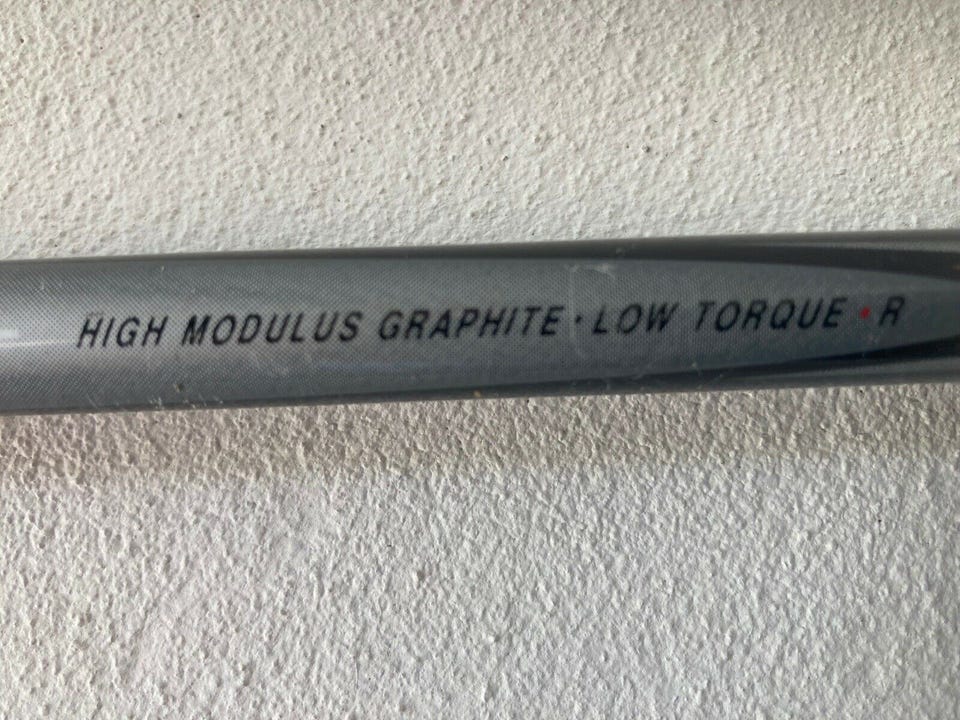 HIGH MODULUS GRAPHITE · LOW TORQUE • R